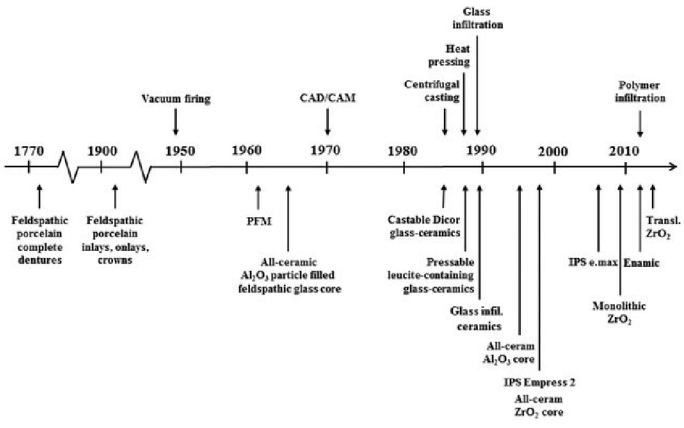 Glass
infiltration
Heat
pressing
Centrifugal
casting
Vacuum firing
CAD/CAM
Polymer
infiltration
1770
1900
1950
1960
1970
1980
1990
2000
2010
Feldspathic
porcelain
complete
dentures
Feldspathic
porcelain
inlays, onlays,
crowns
PFM
All-ceramic
Al₂O₃ particle filled
feldspathic glass core
Castable Dicor
glass-ceramics
Pressable
leucite-containing
glass-ceramics
Glass infil.
ceramics
All-ceram
Al₂O₃ core
IPS Empress 2
All-ceram
ZrO₂ core
IPS e.max
Monolithic
ZrO₂
Enamic
Transl.
ZrO₂